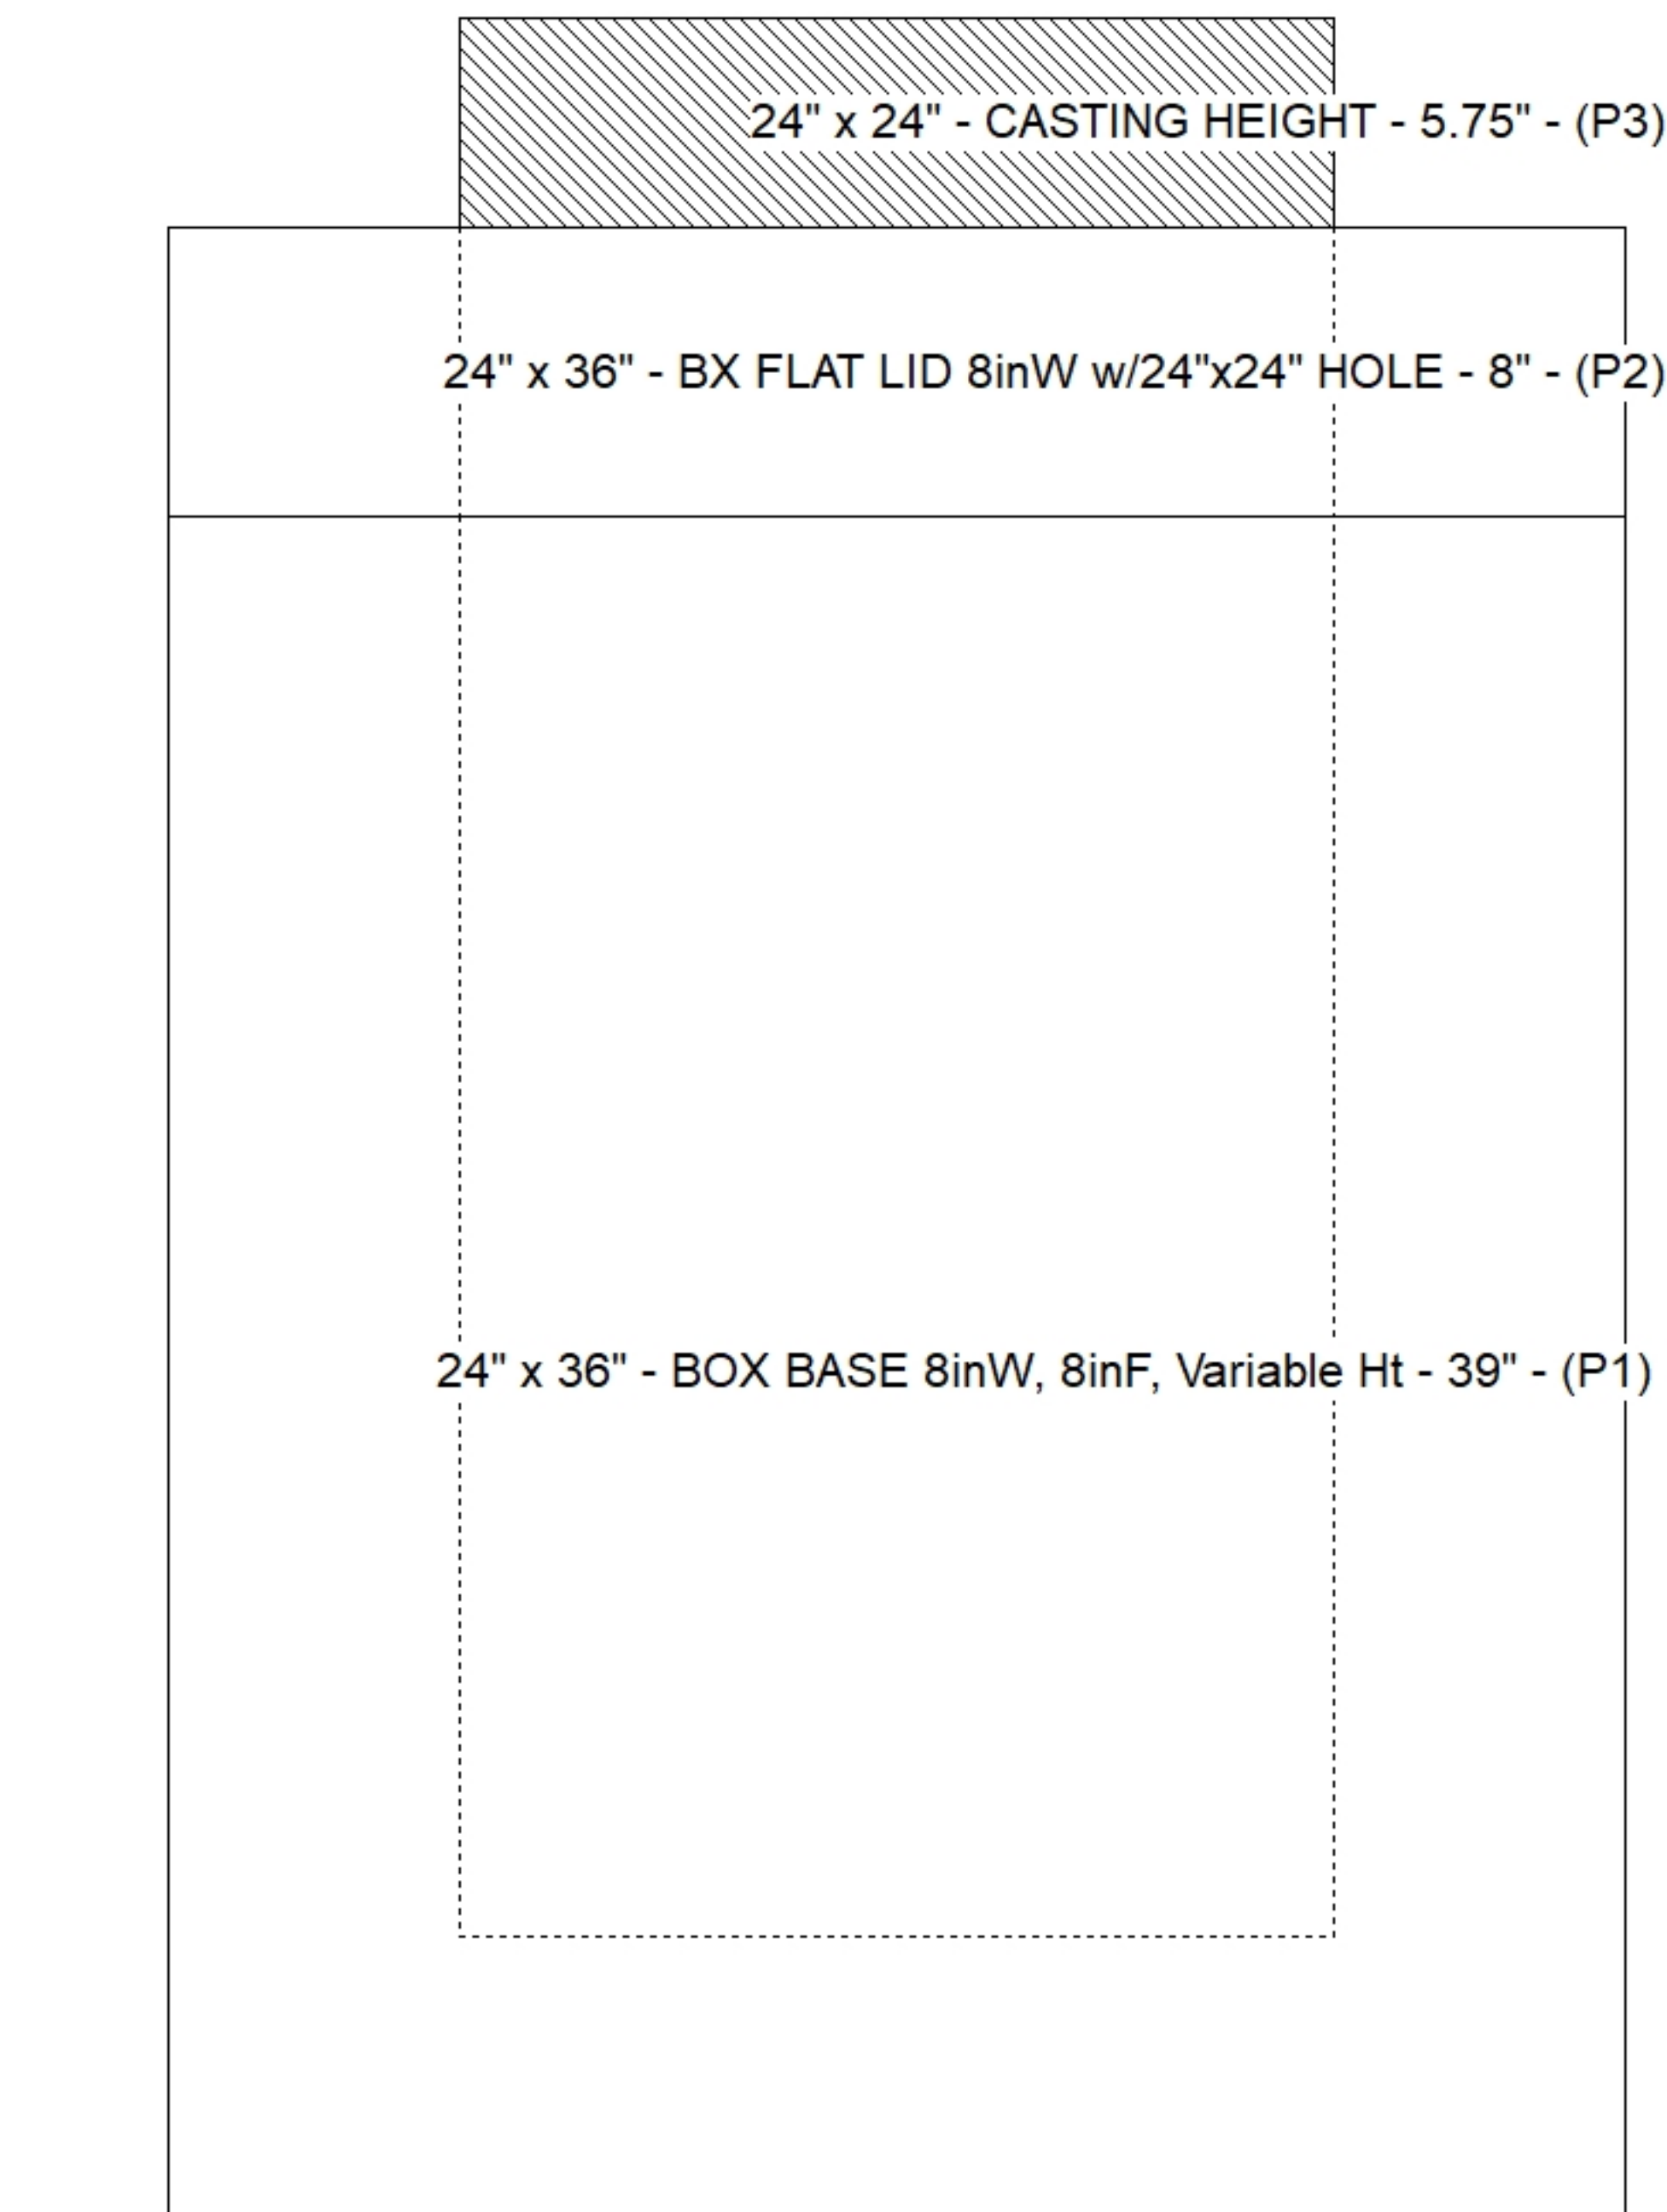 24" x 24" - CASTING HEIGHT - 5.75" - (P3)
24" x 36" - BX FLAT LID 8inW w/24"x24" HOLE - 8" - (P2)
24" x 36" - BOX BASE 8inW, 8inF, Variable Ht - 39" - (P1)